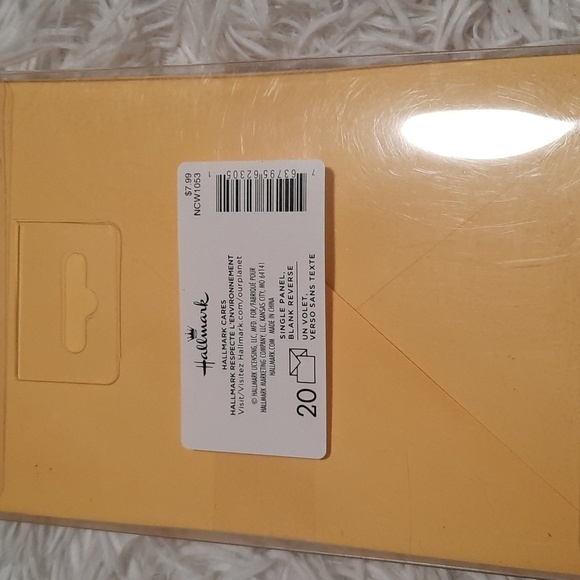 Hallmark
HALLMARK CARES
HALLMARK RESPECTE L'ENVIRONNEMENT
Visit/Visitez Hallmark.com/ourplanet
© HALLMARK LICENSING, LLC. MFD. FOR/FABRIQUÉ POUR
HALLMARK MARKETING COMPANY, LLC, KANSAS CITY, MO 64141
HALLMARK.COM MADE IN CHINA
20
SINGLE PANEL,
BLANK REVERSE
UN VOLET,
VERSO SANS TEXTE
$7.99
NCW1053
7 63795 62305 1